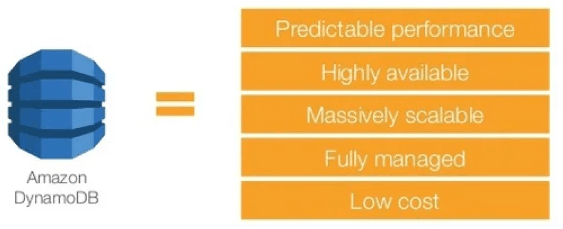 Amazon
DynamoDB
=
Predictable performance
Highly available
Massively scalable
Fully managed
Low cost